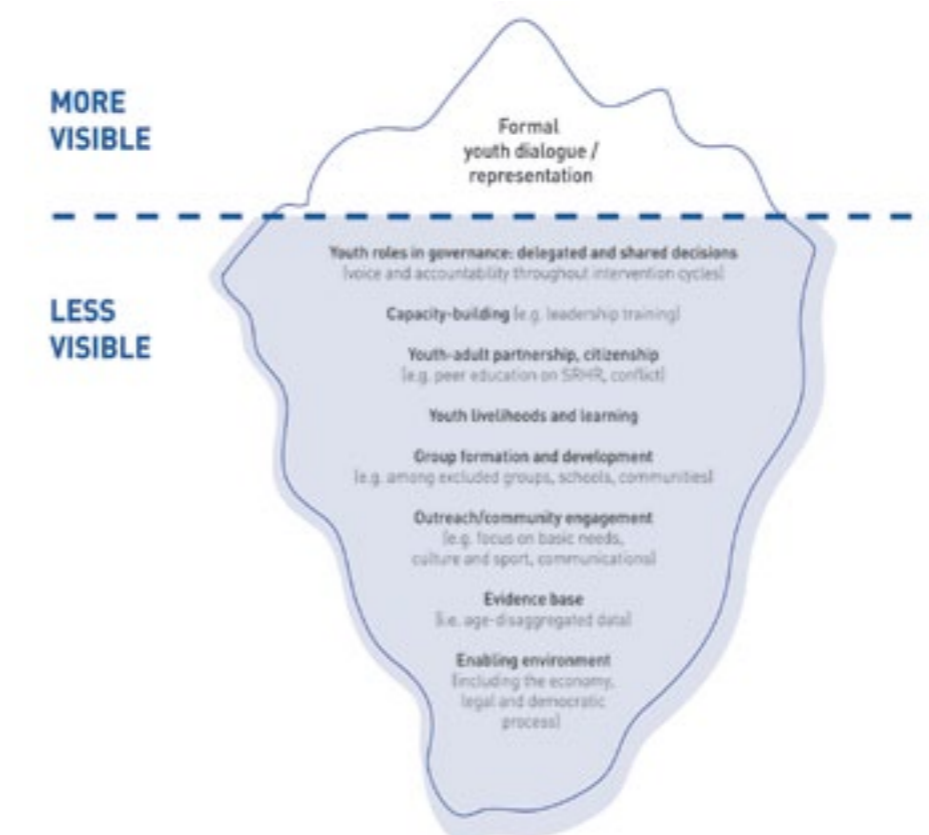 MORE
VISIBLE
Formal
youth dialogue /
representation
LESS
VISIBLE
Youth roles in governance: delegated and shared decisions
(voice and accountability throughout intervention cycles)
Capacity-building (e.g. leadership training)
Youth-adult partnership, citizenship
(e.g. peer education on SRHR, conflict)
Youth livelihoods and learning
Group formation and development
(e.g. among excluded groups, schools, communities)
Outreach/community engagement
(e.g. focus on basic needs,
culture and sport, communications)
Evidence base
(i.e. age-disaggregated data)
Enabling environment
(including the economy,
legal and democratic
process)